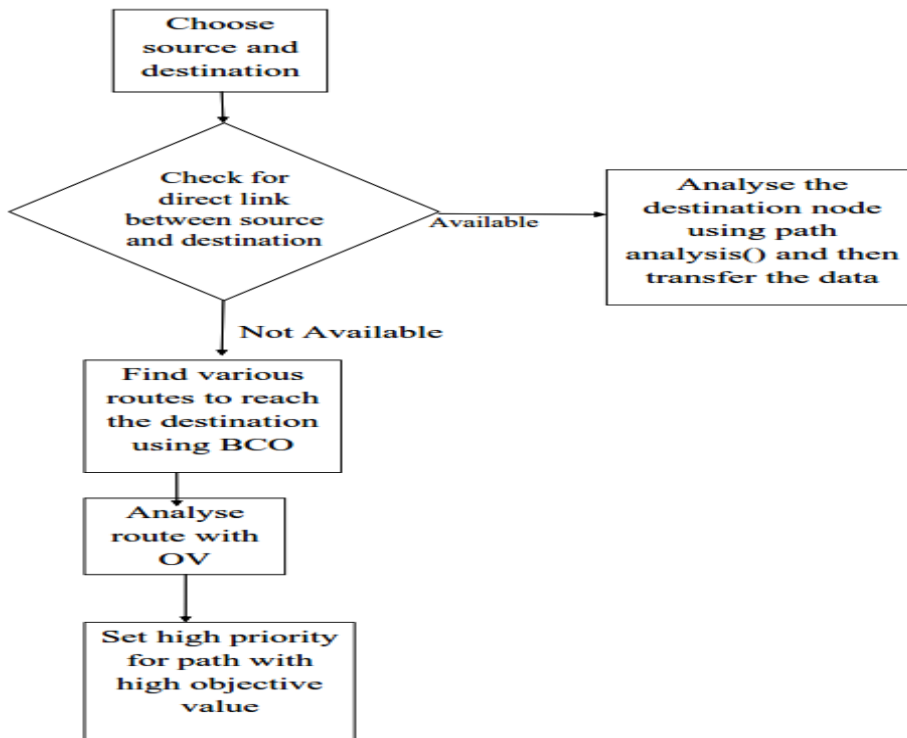 Choose
source and
destination
Check for
direct link
between source
and destination
Available
Analyse the
destination node
using path
analysis() and then
transfer the data
Not Available
Find various
routes to reach
the destination
using BCO
Analyse
route with
OV
Set high priority
for path with
high objective
value